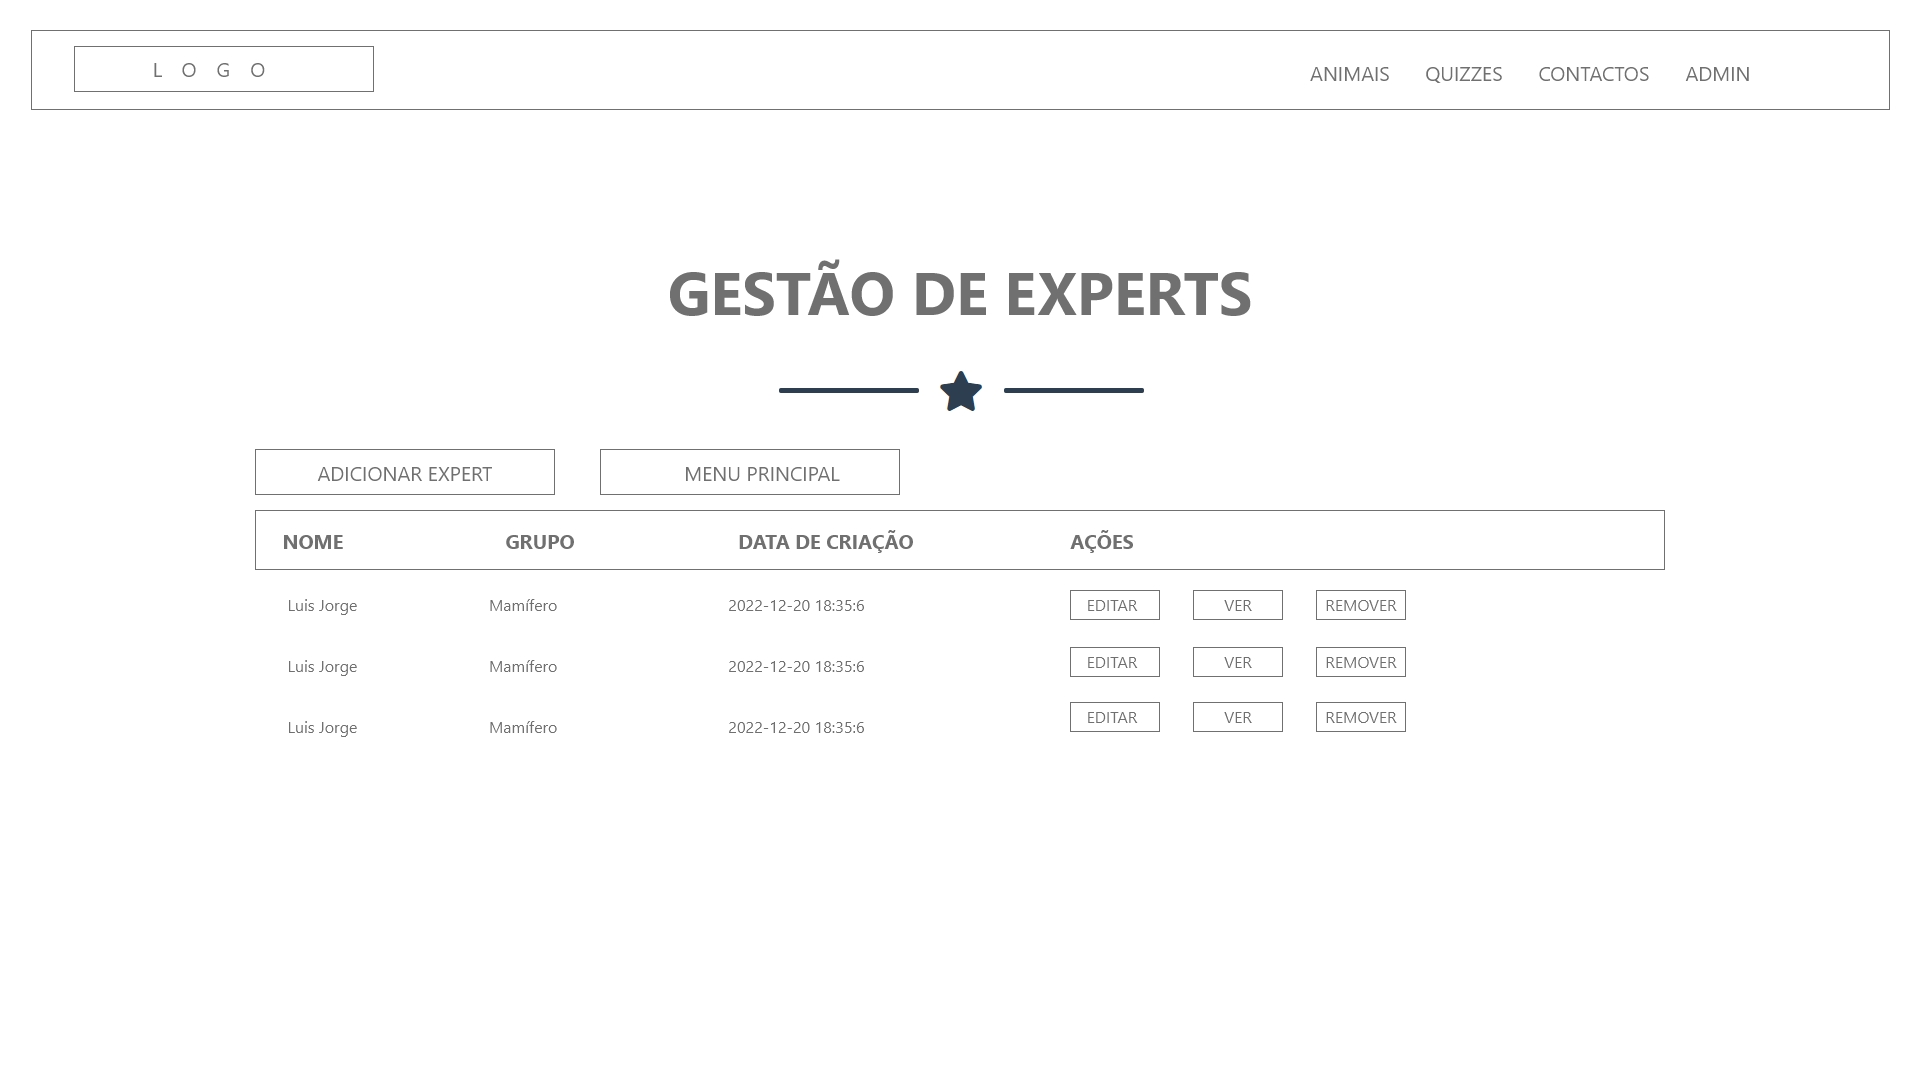 L O G O ANIMAIS QUIZZES CONTACTOS ADMIN
GESTÃO DE EXPERTS
ADICIONAR EXPERT MENU PRINCIPAL
NOME GRUPO DATA DE CRIAÇÃO AÇÕES
Luis Jorge Mamífero 2022-12-20 18:35:6 EDITAR VER REMOVER
Luis Jorge Mamífero 2022-12-20 18:35:6 EDITAR VER REMOVER
Luis Jorge Mamífero 2022-12-20 18:35:6 EDITAR VER REMOVER